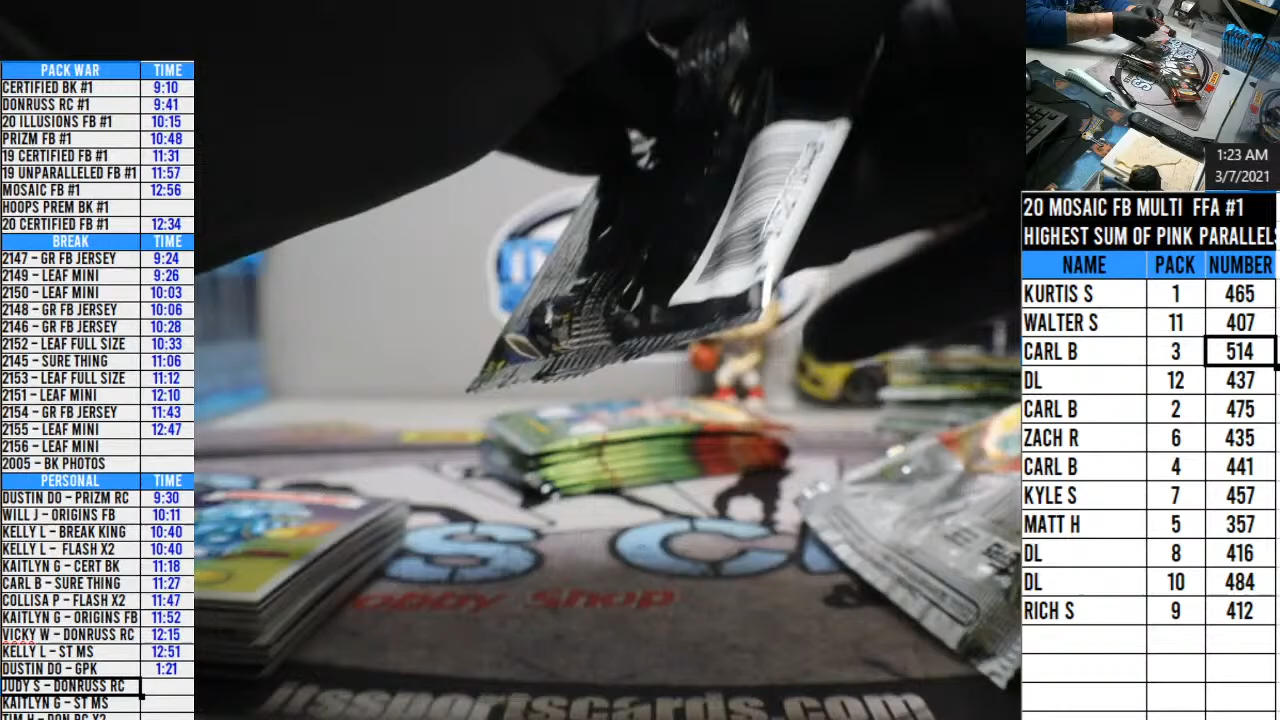 PACK WAR TIME
CERTIFIED BK #1 9:10
DONRUSS RC #1 9:41
20 ILLUSIONS FB #1 10:15
PRIZM FB #1 10:48
19 CERTIFIED FB #1 11:31
19 UNPARALLELED FB #1 11:57
MOSAIC FB #1 12:56
HOOPS PREM BK #1
20 CERTIFIED FB #1 12:34
BREAK TIME
2147 – GR FB JERSEY 9:24
2149 – LEAF MINI 9:26
2150 – LEAF MINI 10:03
2148 – GR FB JERSEY 10:06
2146 – GR FB JERSEY 10:28
2152 – LEAF FULL SIZE 10:33
2145 – SURE THING 11:06
2153 – LEAF FULL SIZE 11:12
2151 – LEAF MINI 12:10
2154 – GR FB JERSEY 11:43
2155 – LEAF MINI 12:47
2156 – LEAF MINI
2005 – BK PHOTOS
PERSONAL TIME
DUSTIN DO – PRIZM RC 9:30
WILL J – ORIGINS FB 10:11
KELLY L – BREAK KING 10:40
KELLY L – FLASH X2 10:40
KAITLYN G – CERT BK 11:18
CARL B – SURE THING 11:27
COLLISA P – FLASH X2 11:47
KAITLYN G – ORIGINS FB 11:52
VICKY W – DONRUSS RC 12:15
KELLY L – ST MS 12:51
DUSTIN DO – GPK 1:21
JUDY S – DONRUSS RC
KAITLYN G – ST MS
TIM H – DON RC X2
S C
obby Shop
itssportscards.com
1:23 AM
3/7/2021
20 MOSAIC FB MULTI FFA #1
HIGHEST SUM OF PINK PARALLELS
NAME PACK NUMBER
KURTIS S 1 465
WALTER S 11 407
CARL B 3 514
DL 12 437
CARL B 2 475
ZACH R 6 435
CARL B 4 441
KYLE S 7 457
MATT H 5 357
DL 8 416
DL 10 484
RICH S 9 412